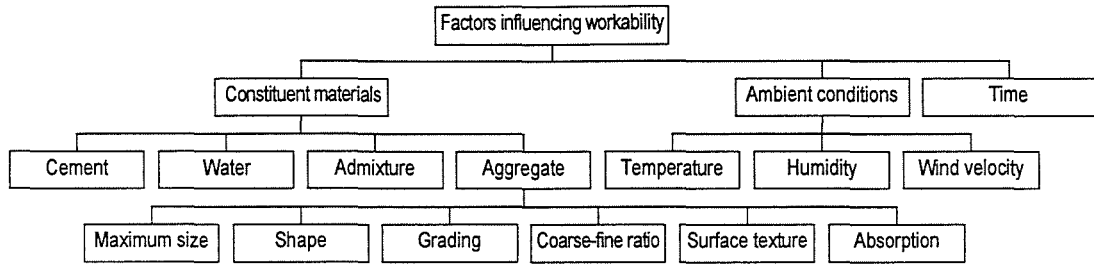 Factors influencing workability
Constituent materials
Ambient conditions
Time
Cement
Water
Admixture
Aggregate
Temperature
Humidity
Wind velocity
Maximum size
Shape
Grading
Coarse-fine ratio
Surface texture
Absorption